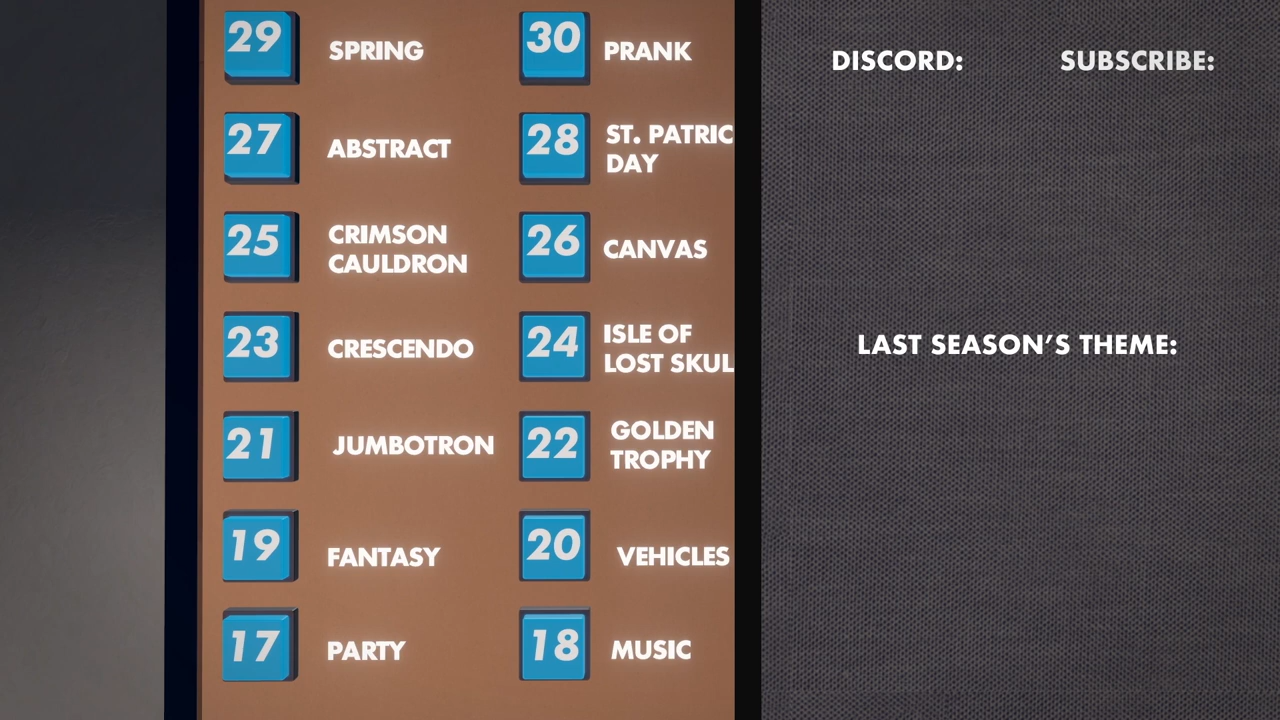 29 SPRING 30 PRANK
27 ABSTRACT 28 ST. PATRIC
DAY
25 CRIMSON
CAULDRON
26 CANVAS
23 CRESCENDO 24 ISLE OF
LOST SKUL
21 JUMBOTRON 22 GOLDEN
TROPHY
19 FANTASY 20 VEHICLES
17 PARTY 18 MUSIC
DISCORD: SUBSCRIBE:
LAST SEASON'S THEME: